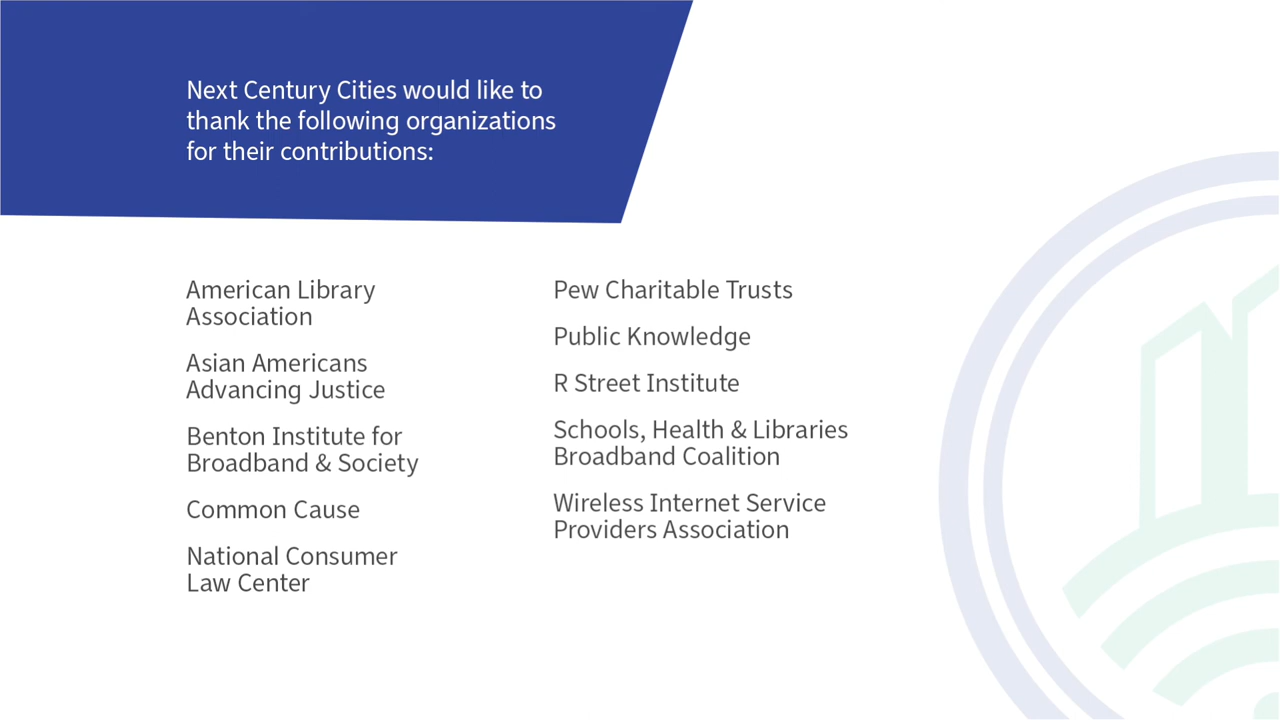 Next Century Cities would like to
thank the following organizations
for their contributions:
American Library
Association
Asian Americans
Advancing Justice
Benton Institute for
Broadband & Society
Common Cause
National Consumer
Law Center
Pew Charitable Trusts
Public Knowledge
R Street Institute
Schools, Health & Libraries
Broadband Coalition
Wireless Internet Service
Providers Association